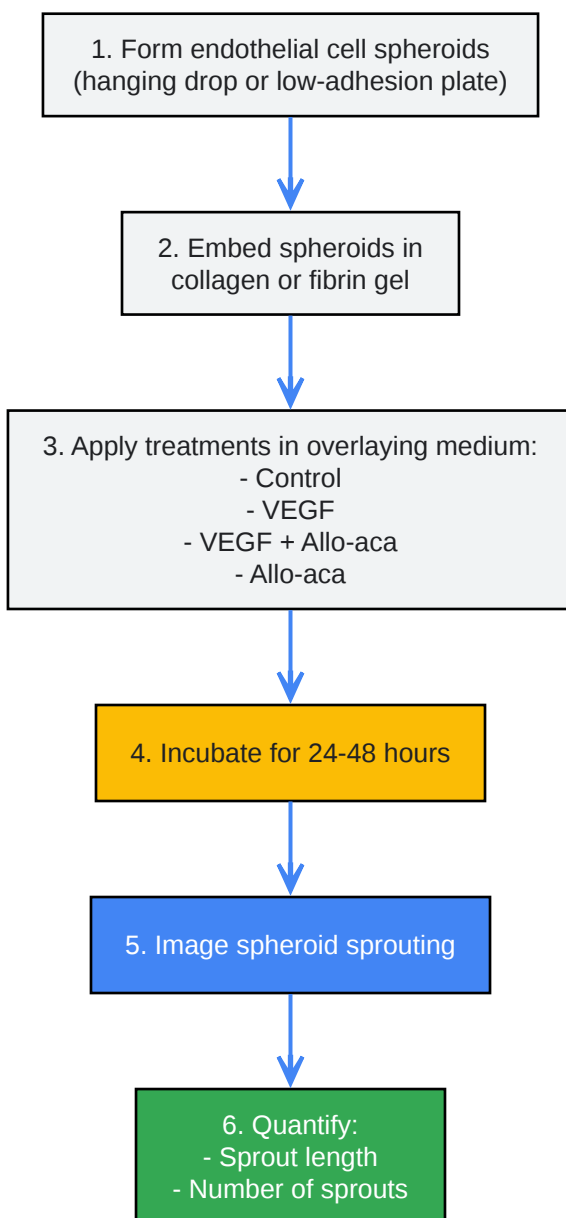 1. Form endothelial cell spheroids
(hanging drop or low-adhesion plate)
2. Embed spheroids in
collagen or fibrin gel
3. Apply treatments in overlaying medium:
- Control
- VEGF
- VEGF + Allo-aca
- Allo-aca
4. Incubate for 24-48 hours
5. Image spheroid sprouting
6. Quantify:
- Sprout length
- Number of sprouts